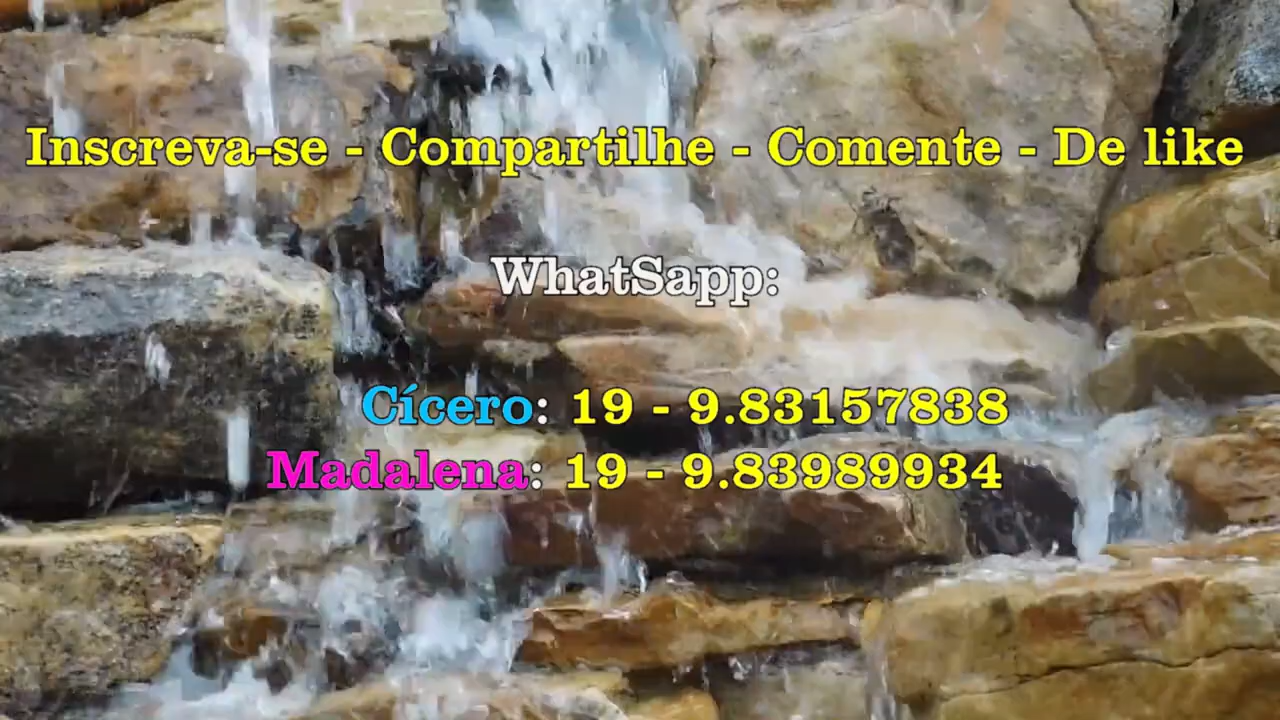 Inscreva-se - Compartilhe - Comente - De like
WhatSapp:
Cícero: 19 - 9.83157838
Madalena: 19 - 9.83989934